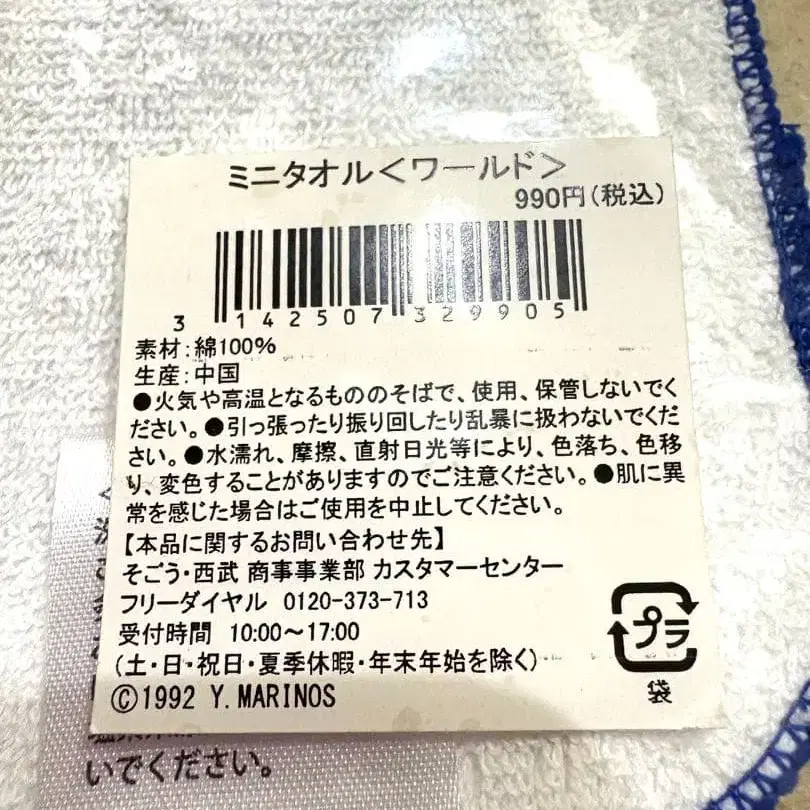 ミニタオル＜ワールド＞
990円(税込)
3 142507 329905
素材:綿100%
生産:中国
●火気や高温となるもののそばで、使用、保管しないでく
ださい。●引っ張ったり振り回したり乱暴に扱わないでくだ
さい。●水濡れ、摩擦、直射日光等により、色落ち、色移
り、変色することがありますのでご注意ください。●肌に異
常を感じた場合はご使用を中止してください。
【本品に関するお問い合わせ先】
そごう・西武 商事事業部 カスタマーセンター
フリーダイヤル 0120-373-713
受付時間 10:00～17:00
(土・日・祝日・夏季休暇・年末年始を除く)
©1992 Y.MARINOS
プラ
袋
いでください。